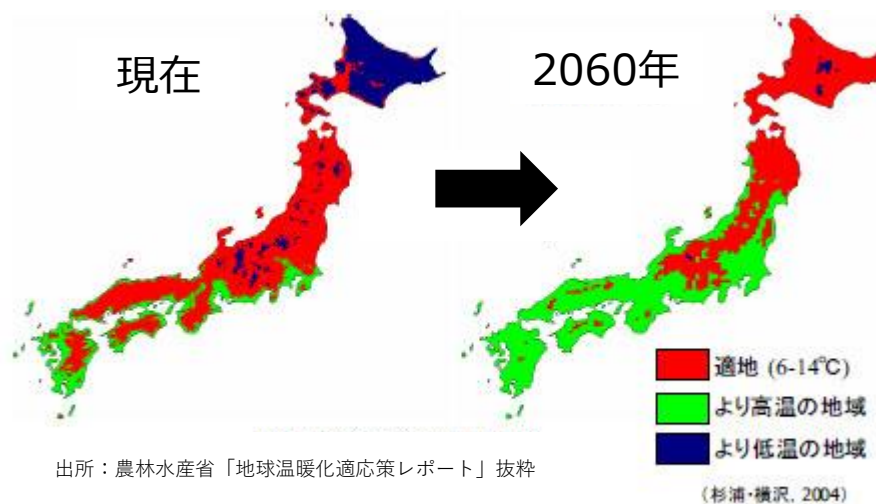 現在
2060年
適地 (6-14℃)
より高温の地域
より低温の地域
出所：農林水産省「地球温暖化適応策レポート」抜粋
(杉浦・横沢, 2004)